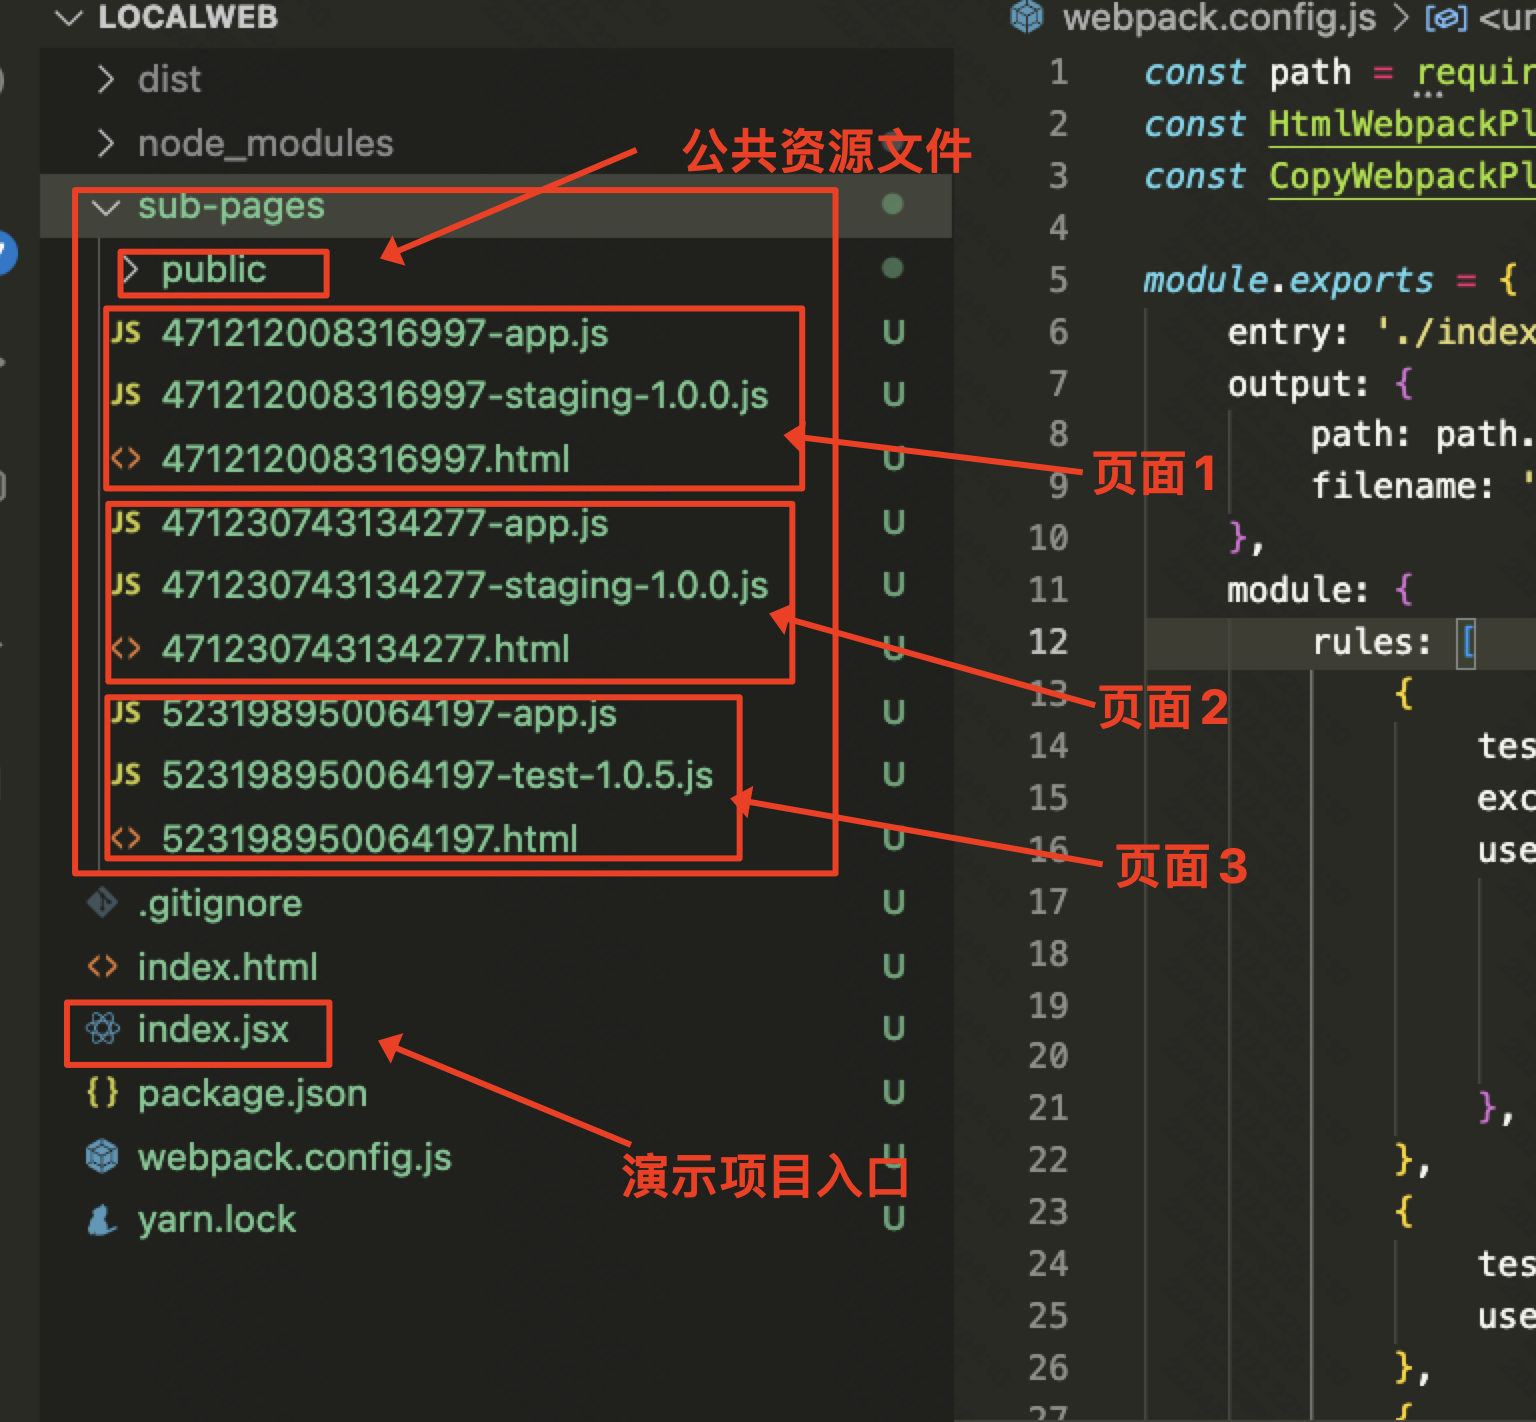 LOCALWEB
dist
node_modules
公共资源文件
sub-pages
public
JS 471212008316997-app.js U
JS 471212008316997-staging-1.0.0.js U
<> 471212008316997.html U
页面1
JS 471230743134277-app.js U
JS 471230743134277-staging-1.0.0.js U
<> 471230743134277.html U
页面2
JS 523198950064197-app.js U
JS 523198950064197-test-1.0.5.js U
<> 523198950064197.html U
页面3
.gitignore U
<> index.html U
index.jsx U
{} package.json U
webpack.config.js U
演示项目入口
yarn.lock U
webpack.config.js > <un
1 const path = requir
2 const HtmlWebpackPl
3 const CopyWebpackPl
4
5 module.exports = {
6 entry: './index
7 output: {
8 path: path.
9 filename: '
10 },
11 module: {
12 rules: [
13 {
14 tes
15 exc
16 use
17
18
19
20
21 },
22 },
23 {
24 tes
25 use
26 },
27 {